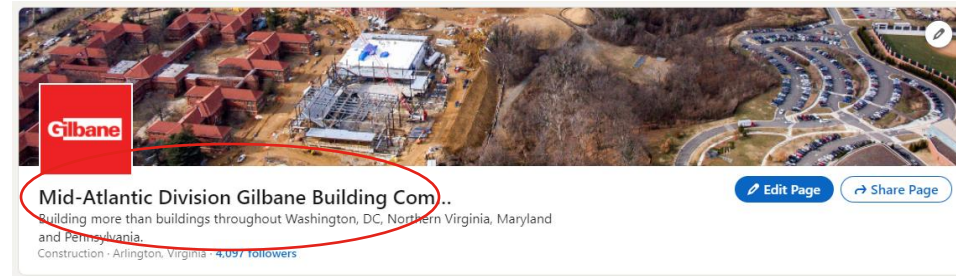 Gilbane
Mid-Atlantic Division Gilbane Building Com...
Edit Page
Share Page
Building more than buildings throughout Washington, DC, Northern Virginia, Maryland
and Pennsylvania.
Construction · Arlington, Virginia · 4,097 followers